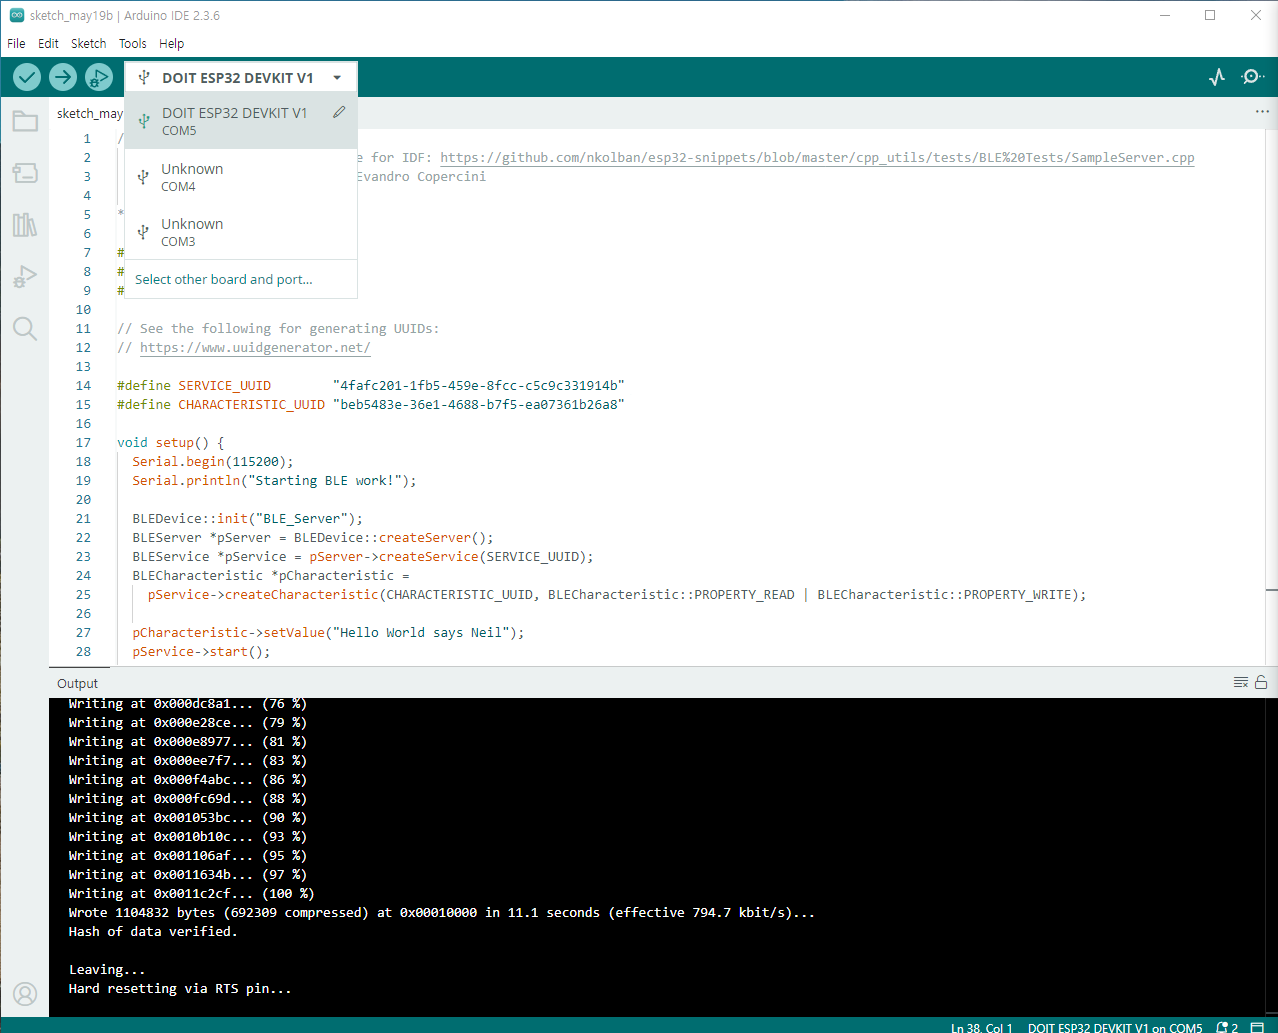 sketch_may19b | Arduino IDE 2.3.6
File Edit Sketch Tools Help
DOIT ESP32 DEVKIT V1
DOIT ESP32 DEVKIT V1
COM5
Unknown
COM4
Unknown
COM3
Select other board and port...
sketch_may
1 /
2 e for IDF: https://github.com/nkolban/esp32-snippets/blob/master/cpp_utils/tests/BLE%20Tests/SampleServer.cpp
3 Evandro Copercini
4
5 *
6
7 #
8 #
9 #
10
11 // See the following for generating UUIDs:
12 // https://www.uuidgenerator.net/
13
14 #define SERVICE_UUID        "4fafc201-1fb5-459e-8fcc-c5c9c331914b"
15 #define CHARACTERISTIC_UUID "beb5483e-36e1-4688-b7f5-ea07361b26a8"
16
17 void setup() {
18   Serial.begin(115200);
19   Serial.println("Starting BLE work!");
20
21   BLEDevice::init("BLE_Server");
22   BLEServer *pServer = BLEDevice::createServer();
23   BLEService *pService = pServer->createService(SERVICE_UUID);
24   BLECharacteristic *pCharacteristic =
25     pService->createCharacteristic(CHARACTERISTIC_UUID, BLECharacteristic::PROPERTY_READ | BLECharacteristic::PROPERTY_WRITE);
26
27   pCharacteristic->setValue("Hello World says Neil");
28   pService->start();
Output
Writing at 0x000dc8a1... (76 %)
Writing at 0x000e28ce... (79 %)
Writing at 0x000e8977... (81 %)
Writing at 0x000ee7f7... (83 %)
Writing at 0x000f4abc... (86 %)
Writing at 0x000fc69d... (88 %)
Writing at 0x001053bc... (90 %)
Writing at 0x0010b10c... (93 %)
Writing at 0x001106af... (95 %)
Writing at 0x0011634b... (97 %)
Writing at 0x0011c2cf... (100 %)
Wrote 1104832 bytes (692309 compressed) at 0x00010000 in 11.1 seconds (effective 794.7 kbit/s)...
Hash of data verified.
Leaving...
Hard resetting via RTS pin...
Ln 38, Col 1 DOIT ESP32 DEVKIT V1 on COM5 2